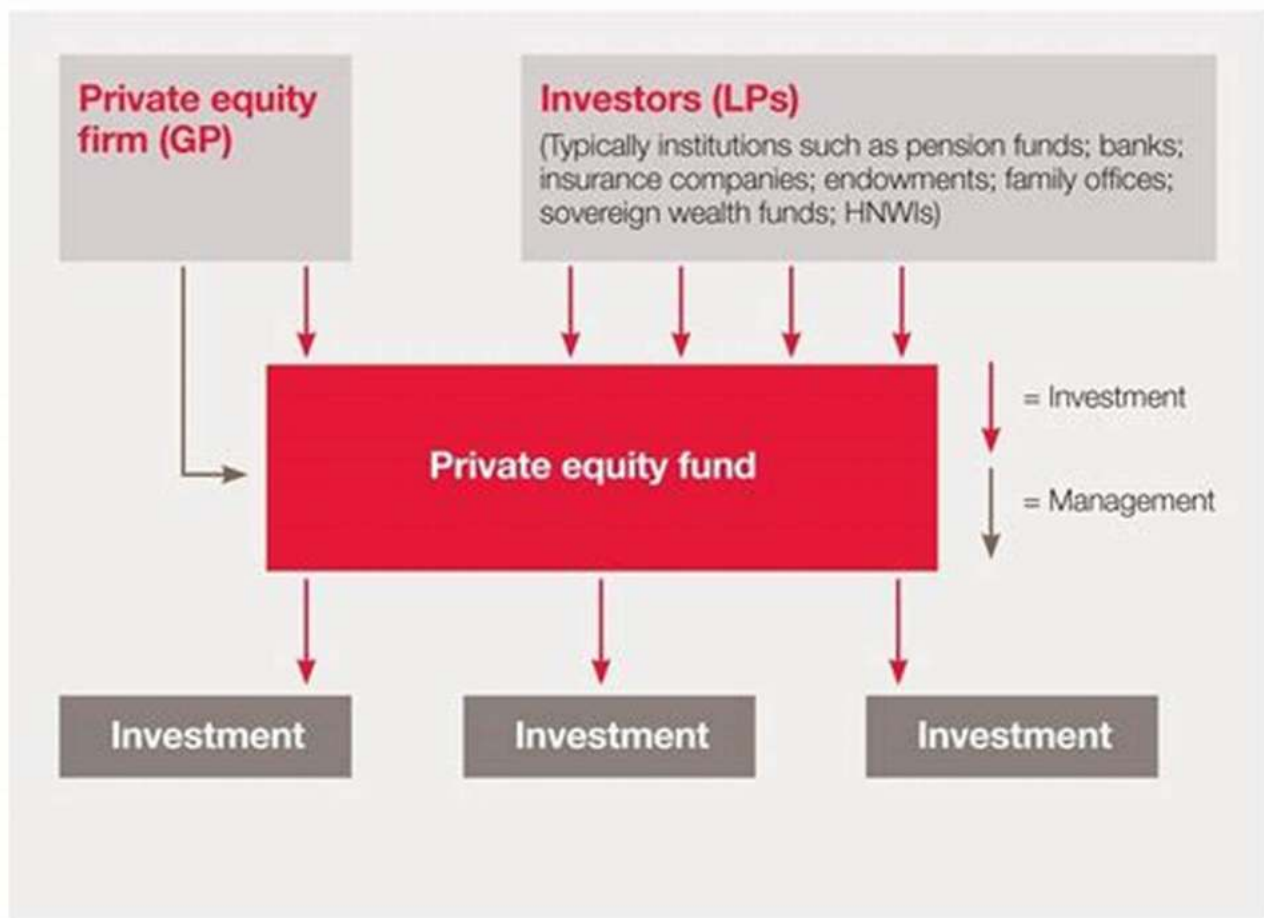 Private equity
firm (GP)
Investors (LPs)
(Typically institutions such as pension funds; banks;
insurance companies; endowments; family offices;
sovereign wealth funds; HNWIs)
Private equity fund
= Investment
= Management
Investment
Investment
Investment